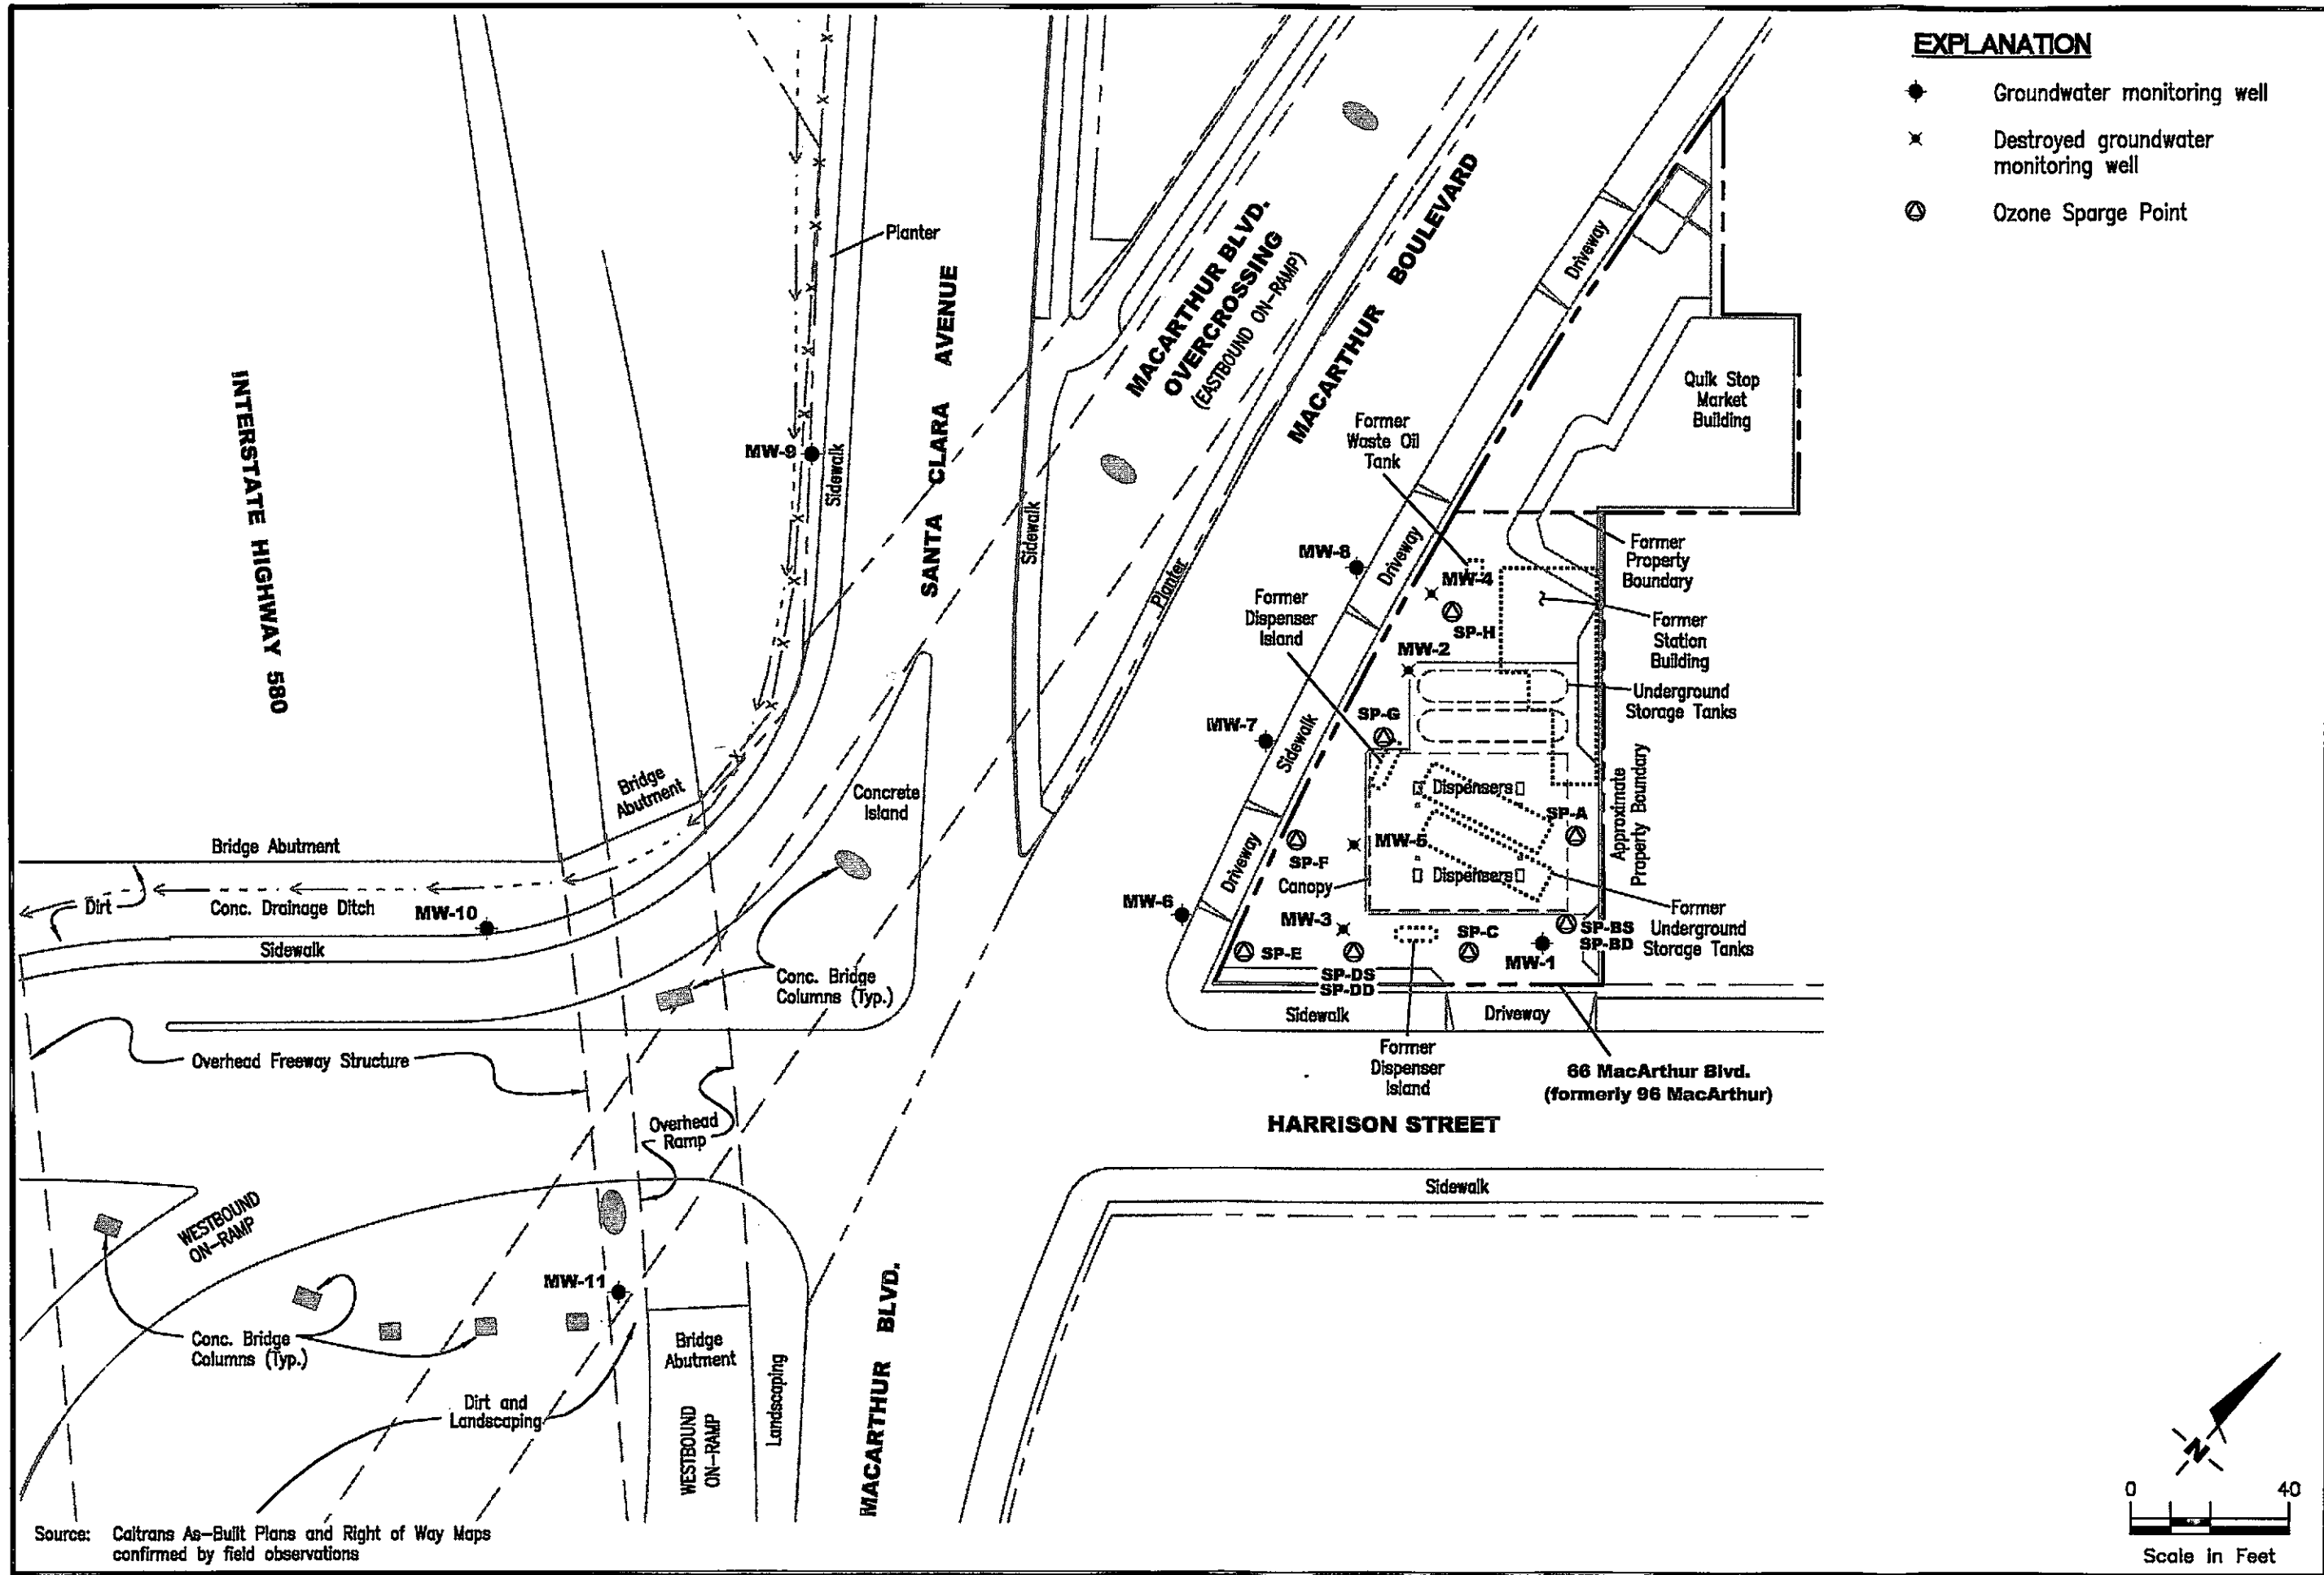 EXPLANATION
Groundwater monitoring well
Destroyed groundwater
monitoring well
Ozone Sparge Point
Planter
INTERSTATE HIGHWAY 580
SANTA CLARA AVENUE
MACARTHUR BLVD.
OVERCROSSING
(EASTBOUND ON-RAMP)
MACARTHUR BOULEVARD
Driveway
Quik Stop
Market
Building
MW-9
Sidewalk
Sidewalk
Planter
Former
Waste Oil
Tank
MW-8
Driveway
MW-4
Former
Property
Boundary
Former
Dispenser
Island
SP-H
MW-2
Former
Station
Building
Underground
Storage Tanks
MW-7
Sidewalk
SP-G
Bridge
Abutment
Concrete
Island
Dispensers
SP-A
Approximate
Property Boundary
Bridge Abutment
Driveway
SP-F
MW-5
Canopy
Dispensers
Dirt
Conc. Drainage Ditch
MW-10
Sidewalk
MW-6
MW-3
SP-E
SP-DS
SP-DD
SP-C
MW-1
SP-BS
SP-BD
Former
Underground
Storage Tanks
Conc. Bridge
Columns (Typ.)
Sidewalk
Driveway
Overhead Freeway Structure
Former
Dispenser
Island
66 MacArthur Blvd.
(formerly 96 MacArthur)
HARRISON STREET
Overhead
Ramp
Sidewalk
WESTBOUND
ON-RAMP
MW-11
Conc. Bridge
Columns (Typ.)
Bridge
Abutment
Landscaping
MACARTHUR BLVD.
Dirt and
Landscaping
WESTBOUND
ON-RAMP
N
0 40
Scale in Feet
Source: Caltrans As-Built Plans and Right of Way Maps
confirmed by field observations